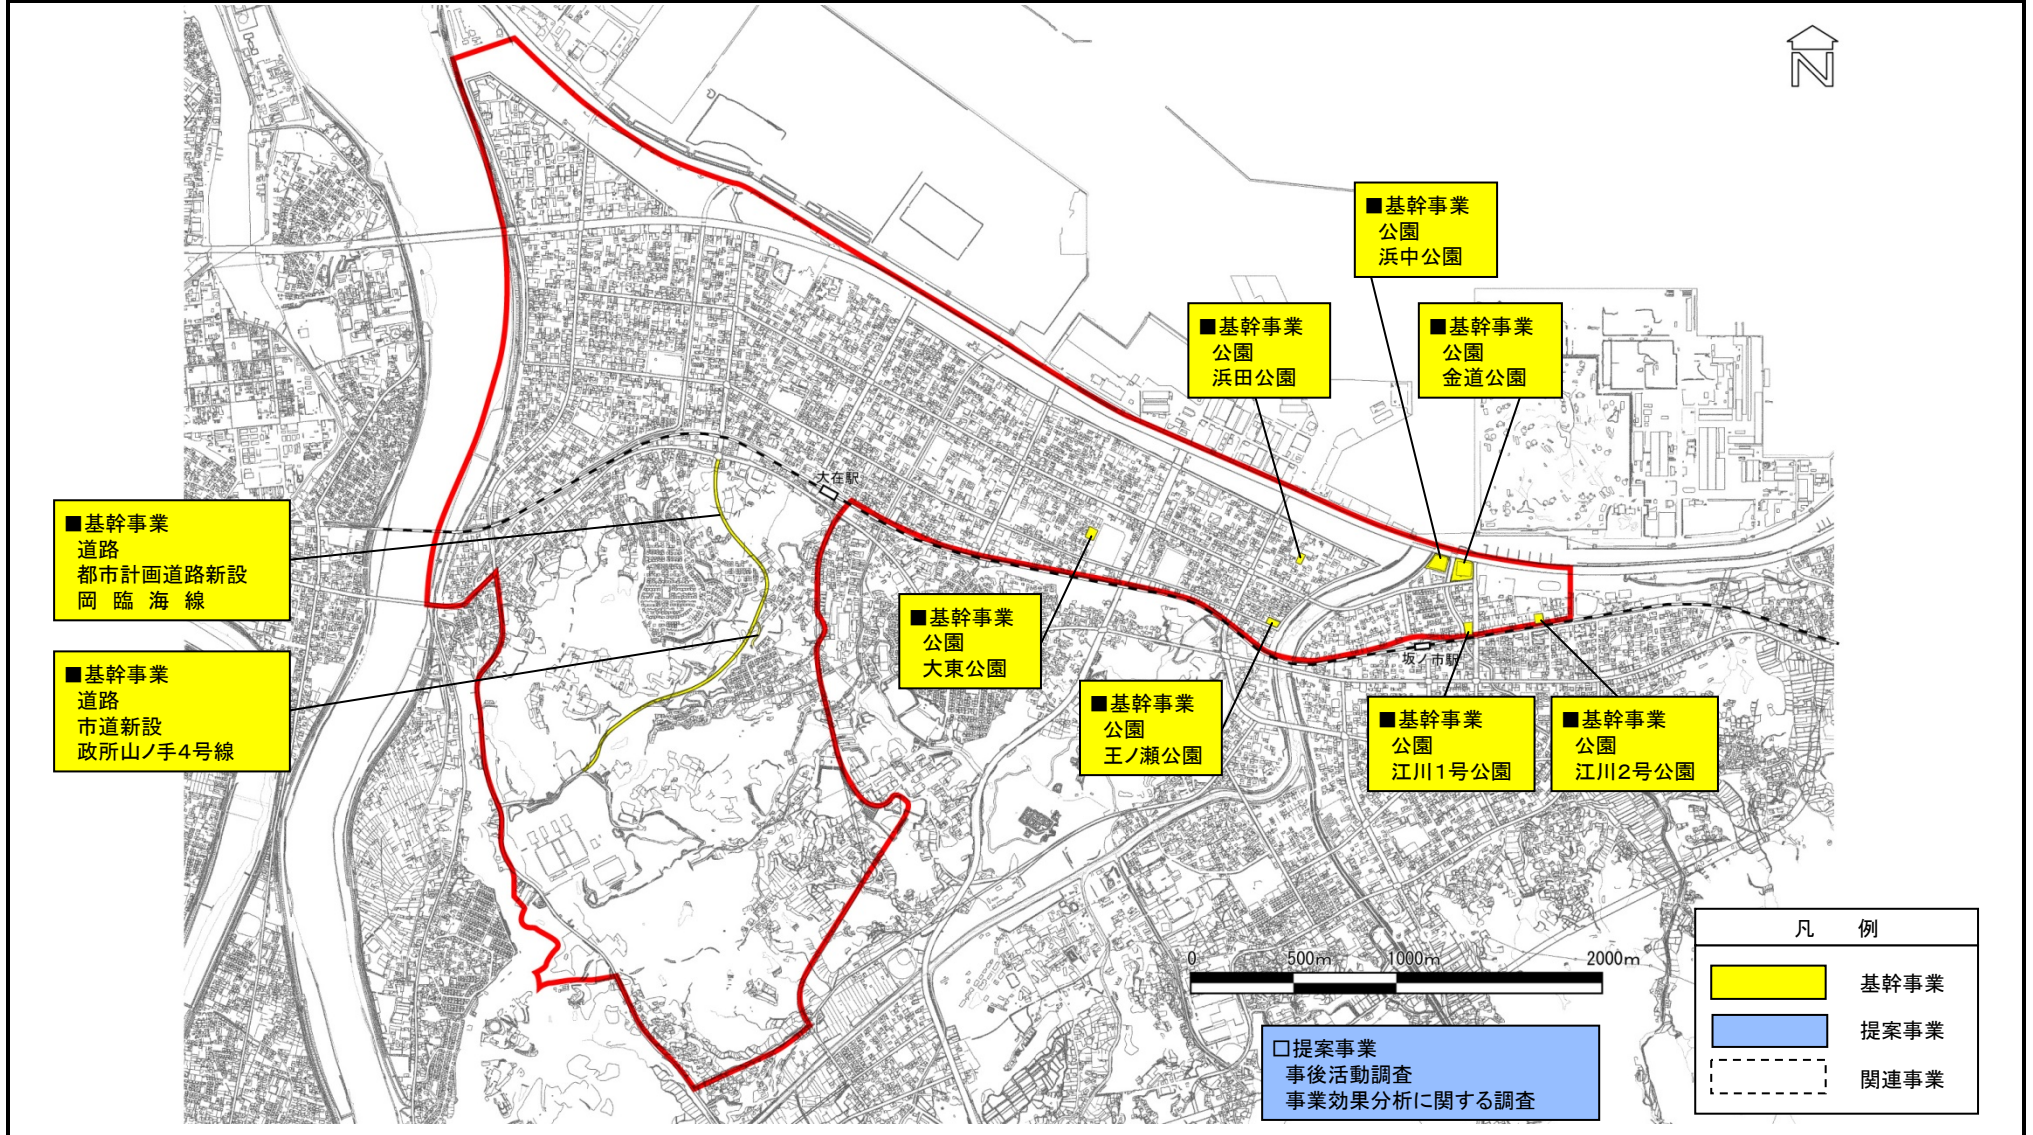 N
■基幹事業
公園
浜中公園
■基幹事業
公園
浜田公園
■基幹事業
公園
金道公園
大在駅
■基幹事業
道路
都市計画道路新設
岡 臨 海 線
■基幹事業
公園
大東公園
■基幹事業
道路
市道新設
政所山ノ手4号線
坂ノ市駅
■基幹事業
公園
王ノ瀬公園
■基幹事業
公園
江川1号公園
■基幹事業
公園
江川2号公園
0 500m 1000m 2000m
凡 例
基幹事業
提案事業
関連事業
□提案事業
事後活動調査
事業効果分析に関する調査